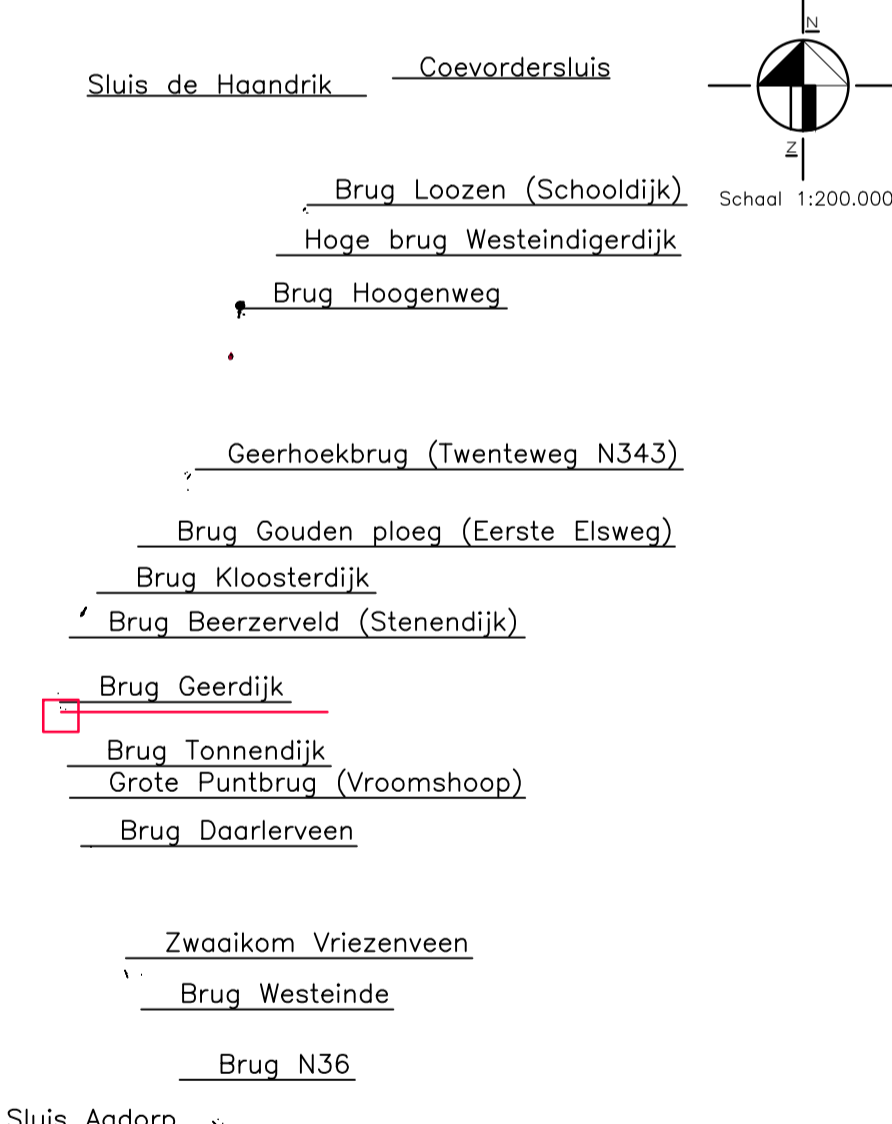 N
Coevordersluis
Sluis de Haandrik
Z
Brug Loozen (Schooldijk)
Schaal 1:200.000
Hoge brug Westeindigerdijk
Brug Hoogenweg
Geerhoekbrug (Twenteweg N343)
Brug Gouden ploeg (Eerste Elsweg)
Brug Kloosterdijk
Brug Beerzerveld (Stenendijk)
Brug Geerdijk
Brug Tonnendijk
Grote Puntbrug (Vroomshoop)
Brug Daarlerveen
Zwaaikom Vriezenveen
Brug Westeinde
Brug N36
Sluis Aadorp